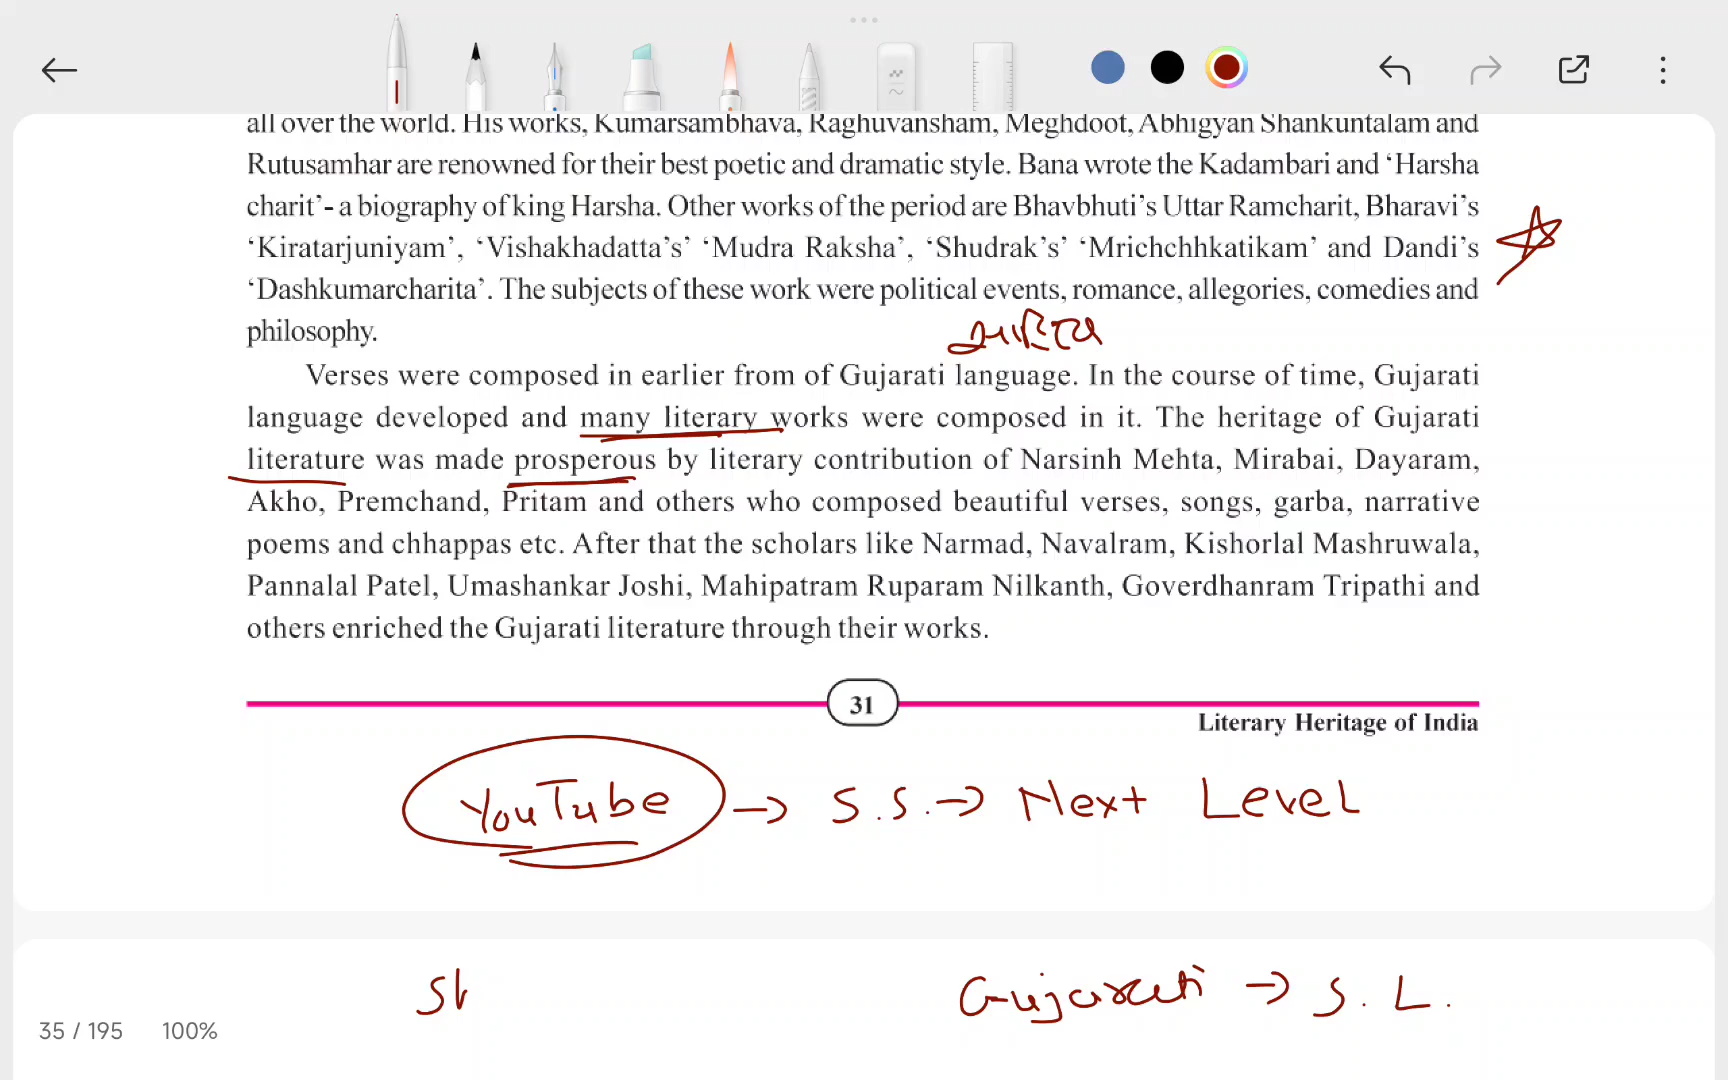 all over the world. His works, Kumarsambhava, Raghuvansham, Meghdoot, Abhigyan Shankuntalam and
Rutusamhar are renowned for their best poetic and dramatic style. Bana wrote the Kadambari and ‘Harsha
charit’- a biography of king Harsha. Other works of the period are Bhavbhuti’s Uttar Ramcharit, Bharavi’s
‘Kiratarjuniyam’, ‘Vishakhadatta’s’ ‘Mudra Raksha’, ‘Shudrak’s’ ‘Mrichchhkatikam’ and Dandi’s
‘Dashkumarcharita’. The subjects of these work were political events, romance, allegories, comedies and
philosophy.
Verses were composed in earlier from of Gujarati language. In the course of time, Gujarati
language developed and many literary works were composed in it. The heritage of Gujarati
literature was made prosperous by literary contribution of Narsinh Mehta, Mirabai, Dayaram,
Akho, Premchand, Pritam and others who composed beautiful verses, songs, garba, narrative
poems and chhappas etc. After that the scholars like Narmad, Navalram, Kishorlal Mashruwala,
Pannalal Patel, Umashankar Joshi, Mahipatram Ruparam Nilkanth, Goverdhanram Tripathi and
others enriched the Gujarati literature through their works.
31
Literary Heritage of India
YouTube → S.S. → Next Level
Gujarati → S. L.
35 / 195 100%